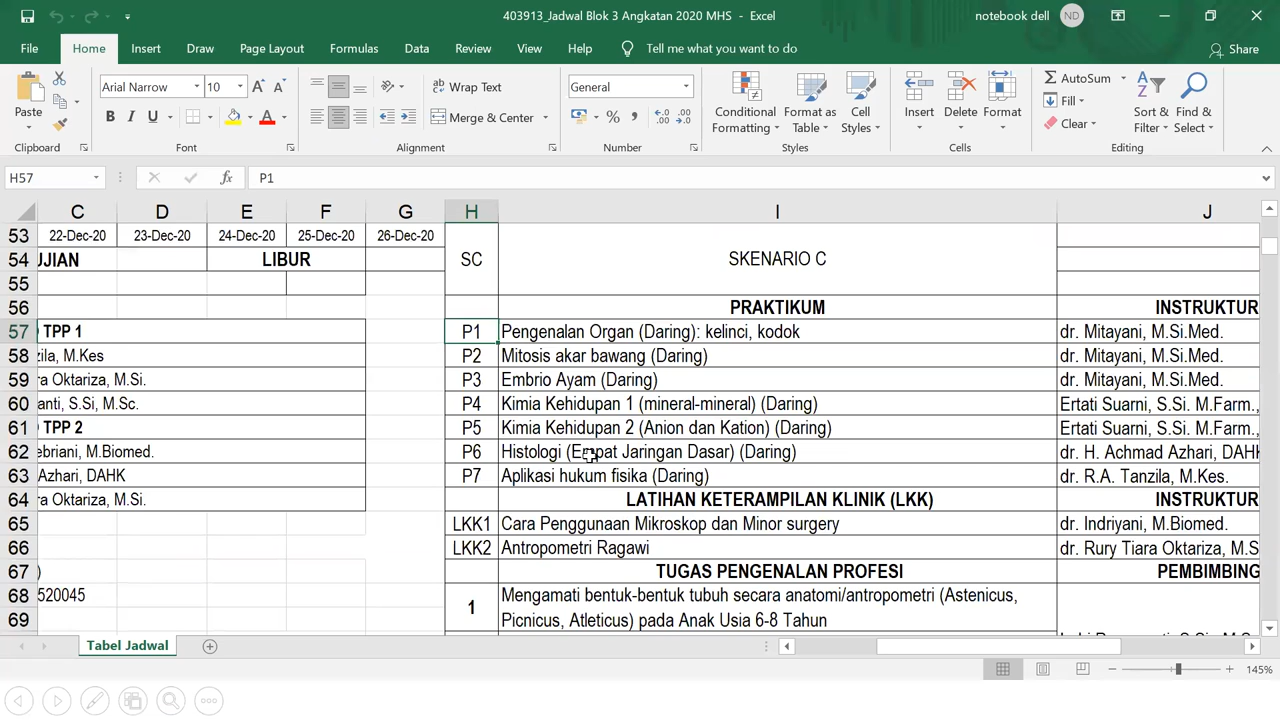 403913_Jadwal Blok 3 Angkatan 2020 MHS - Excel
notebook dell ND
File Home Insert Draw Page Layout Formulas Data Review View Help Tell me what you want to do Share
Paste
Clipboard
Arial Narrow 10
B I U
Font
Wrap Text
Merge & Center
Alignment
General
Number
Conditional Formatting
Format as Table
Cell Styles
Styles
Insert Delete Format
Cells
AutoSum
Fill
Clear
Sort & Filter
Find & Select
Editing
H57 fx P1
C D E F G H I J
53 22-Dec-20 23-Dec-20 24-Dec-20 25-Dec-20 26-Dec-20
54 JJIAN LIBUR SC SKENARIO C
55
56 PRAKTIKUM INSTRUKTUR
57 ) TPP 1 P1 Pengenalan Organ (Daring): kelinci, kodok dr. Mitayani, M.Si.Med.
58 zila, M.Kes P2 Mitosis akar bawang (Daring) dr. Mitayani, M.Si.Med.
59 ra Oktariza, M.Si. P3 Embrio Ayam (Daring) dr. Mitayani, M.Si.Med.
60 anti, S.Si, M.Sc. P4 Kimia Kehidupan 1 (mineral-mineral) (Daring) Ertati Suarni, S.Si. M.Farm.,
61 ) TPP 2 P5 Kimia Kehidupan 2 (Anion dan Kation) (Daring) Ertati Suarni, S.Si. M.Farm.,
62 ebriani, M.Biomed. P6 Histologi (Empat Jaringan Dasar) (Daring) dr. H. Achmad Azhari, DAHK
63 Azhari, DAHK P7 Aplikasi hukum fisika (Daring) dr. R.A. Tanzila, M.Kes.
64 ra Oktariza, M.Si. LATIHAN KETERAMPILAN KLINIK (LKK) INSTRUKTUR
65 LKK1 Cara Penggunaan Mikroskop dan Minor surgery dr. Indriyani, M.Biomed.
66 LKK2 Antropometri Ragawi dr. Rury Tiara Oktariza, M.S
67 ) TUGAS PENGENALAN PROFESI PEMBIMBING
68 520045 1 Mengamati bentuk-bentuk tubuh secara anatomi/antropometri (Astenicus,
69 Picnicus, Atleticus) pada Anak Usia 6-8 Tahun
Tabel Jadwal
145%